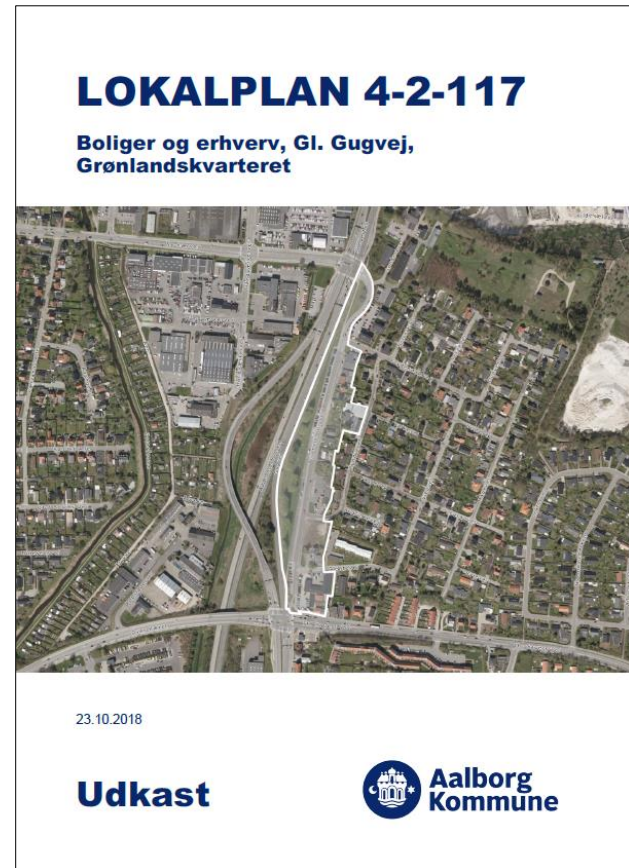 LOKALPLAN 4-2-117
Boliger og erhverv, Gl. Gugvej,
Grønlandskvarteret
23.10.2018
Udkast
Aalborg
Kommune